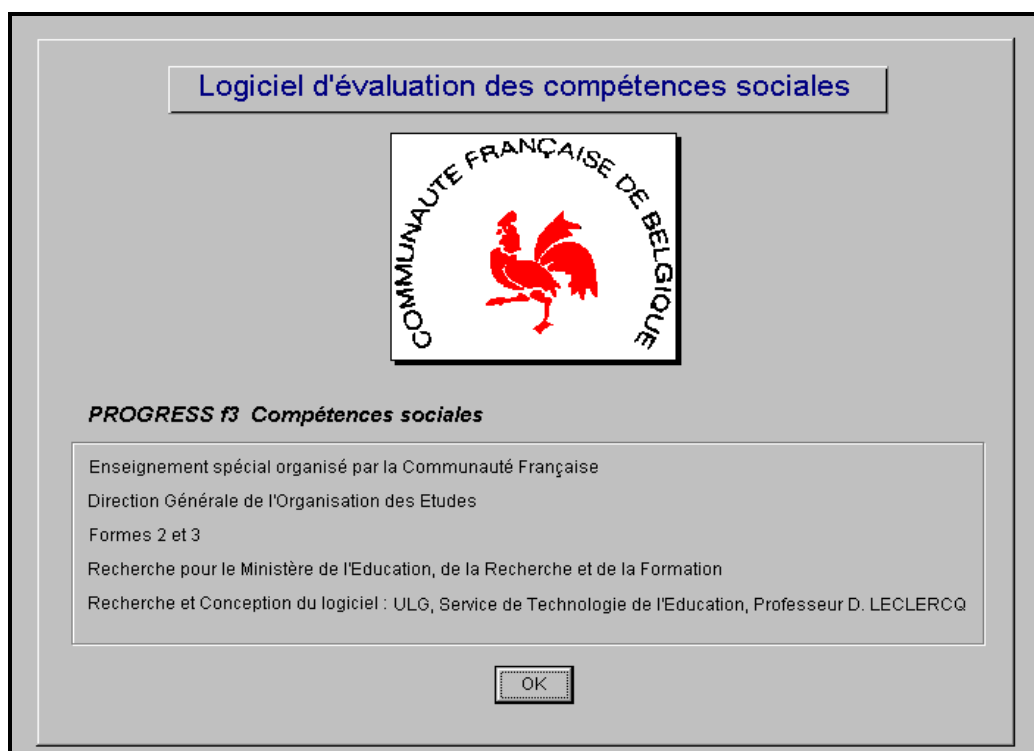 Logiciel d'évaluation des compétences sociales
COMMUNAUTE FRANÇAISE DE BELGIQUE
PROGRESS f3 Compétences sociales
Enseignement spécial organisé par la Communauté Française
Direction Générale de l'Organisation des Etudes
Formes 2 et 3
Recherche pour le Ministère de l'Education, de la Recherche et de la Formation
Recherche et Conception du logiciel : ULG, Service de Technologie de l'Education, Professeur D. LECLERCQ
OK